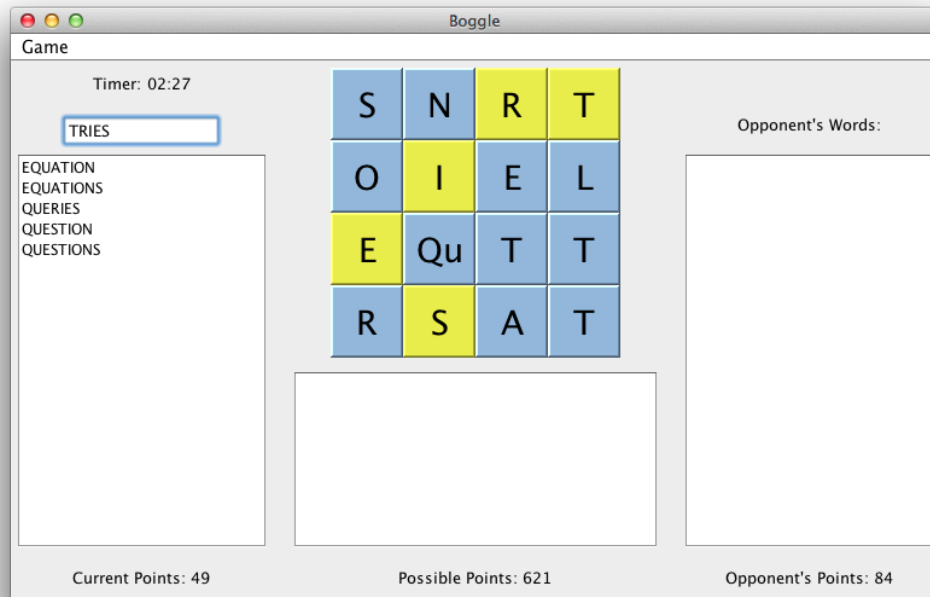 Boggle
Game
Timer: 02:27
TRIES
EQUATION
EQUATIONS
QUERIES
QUESTION
QUESTIONS
S N R T
O I E L
E Qu T T
R S A T
Opponent's Words:
Current Points: 49
Possible Points: 621
Opponent's Points: 84